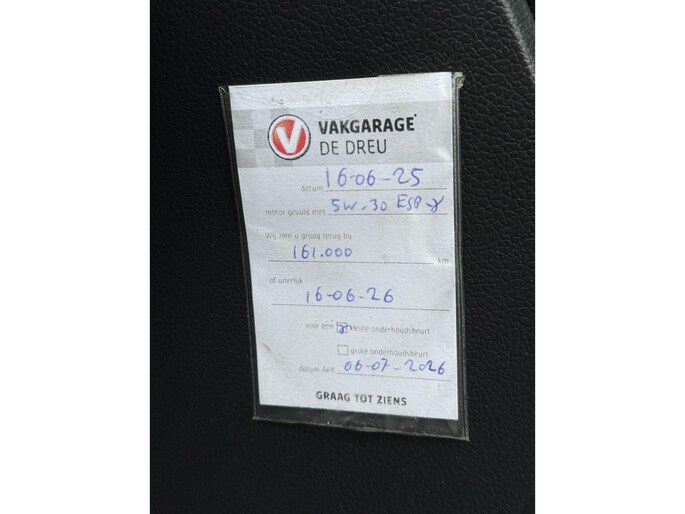 V VAKGARAGE
DE DREU
datum 16-06-25
motor gevuld met 5W-30 ESP-8
Wij zien u graag terug bij
161.000 km
of uiterlijk
16-06-26
voor een kleine onderhoudsbeurt
grote onderhoudsbeurt
datum APK 06-07-2026
GRAAG TOT ZIENS